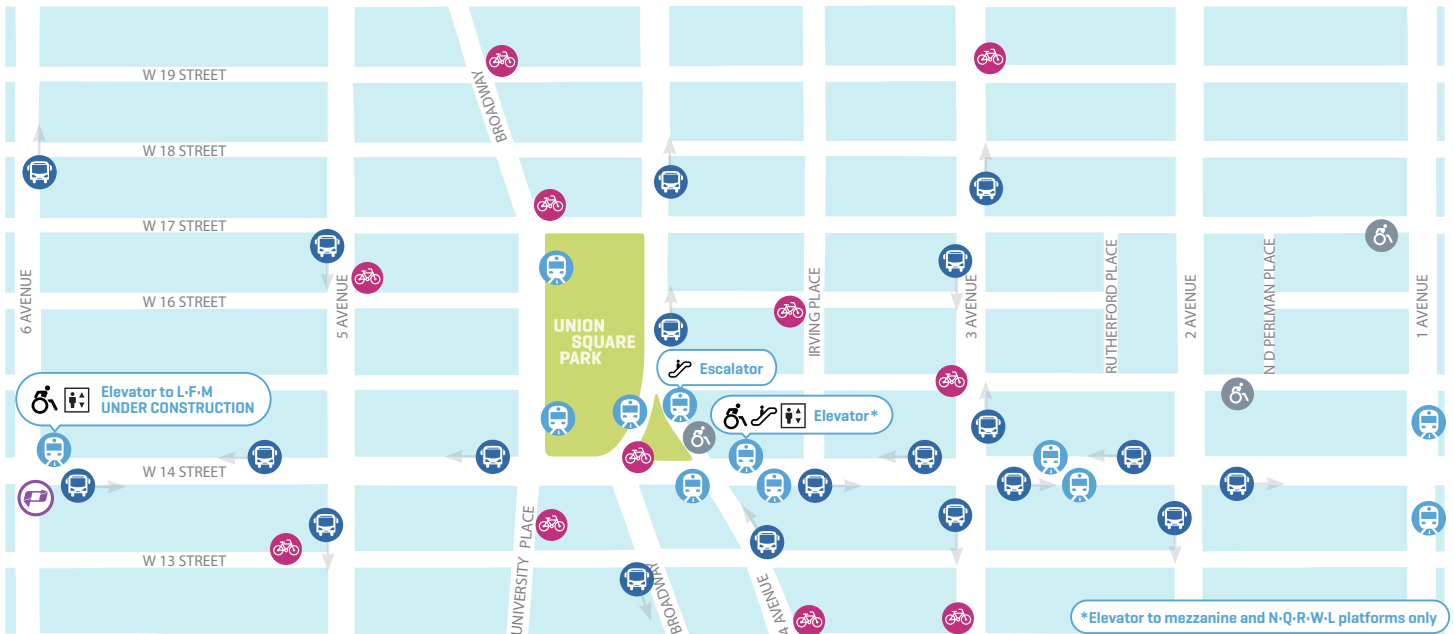 W 19 STREET
BROADWAY
W 18 STREET
W 17 STREET
6 AVENUE
5 AVENUE
W 16 STREET
UNION
SQUARE
PARK
IRVING PLACE
3 AVENUE
RUTHERFORD PLACE
2 AVENUE
N D PERLMAN PLACE
1 AVENUE
Escalator
Elevator to L·F·M
UNDER CONSTRUCTION
Elevator*
W 14 STREET
W 13 STREET
UNIVERSITY PLACE
BROADWAY
4 AVENUE
*Elevator to mezzanine and N·Q·R·W·L platforms only